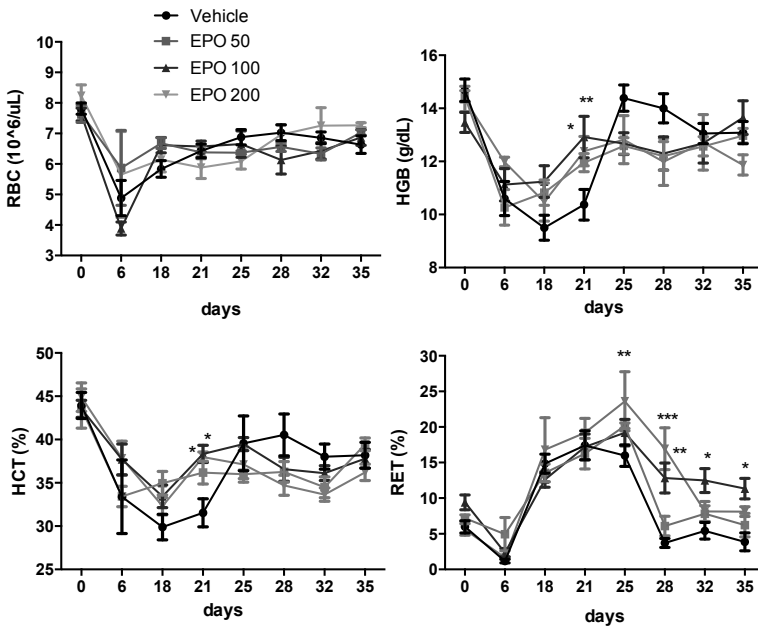 Vehicle
EPO 50
EPO 100
EPO 200
RBC (10^6/uL)
10
9
8
7
6
5
4
3
2
0 6 18 21 25 28 32 35
days
HGB (g/dL)
16
14
12
10
8
* **
0 6 18 21 25 28 32 35
days
HCT (%)
50
45
40
35
30
25
* *
0 6 18 21 25 28 32 35
days
RET (%)
30
25
20
15
10
5
0
** *** ** * *
0 6 18 21 25 28 32 35
days